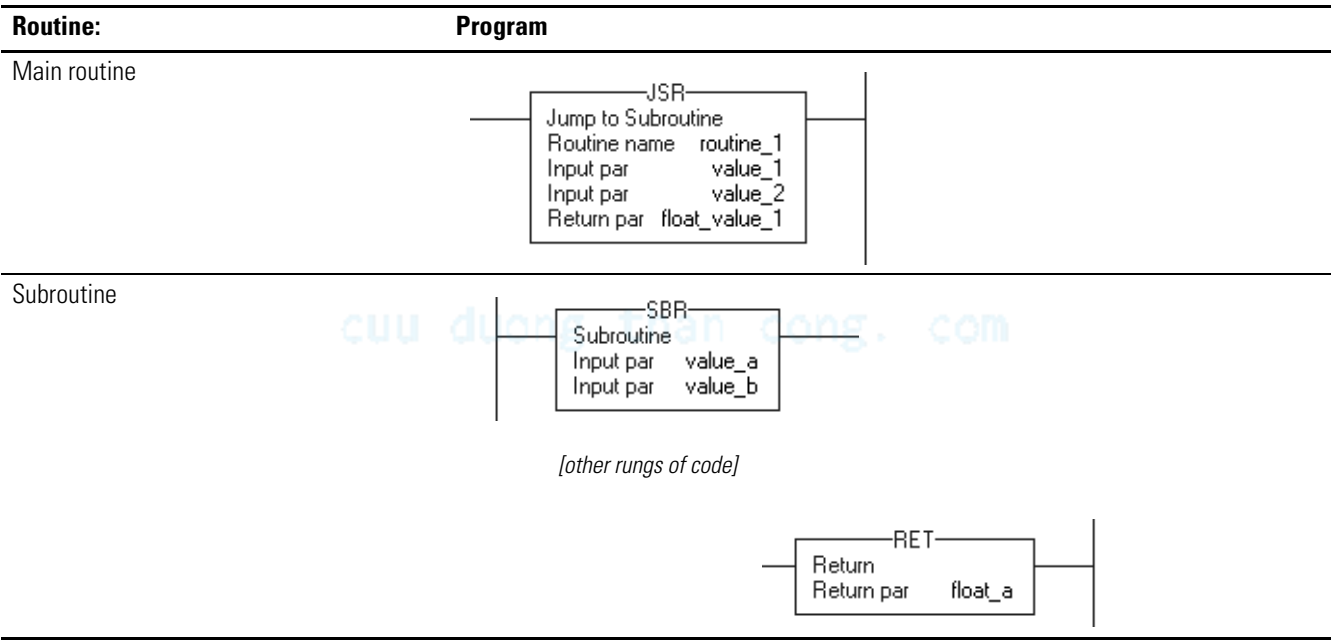 Routine: Program
Main routine
JSR
Jump to Subroutine
Routine name routine_1
Input par value_1
Input par value_2
Return par float_value_1
Subroutine
SBR
Subroutine
Input par value_a
Input par value_b
cuu duong than cong. com
[other rungs of code]
RET
Return
Return par float_a